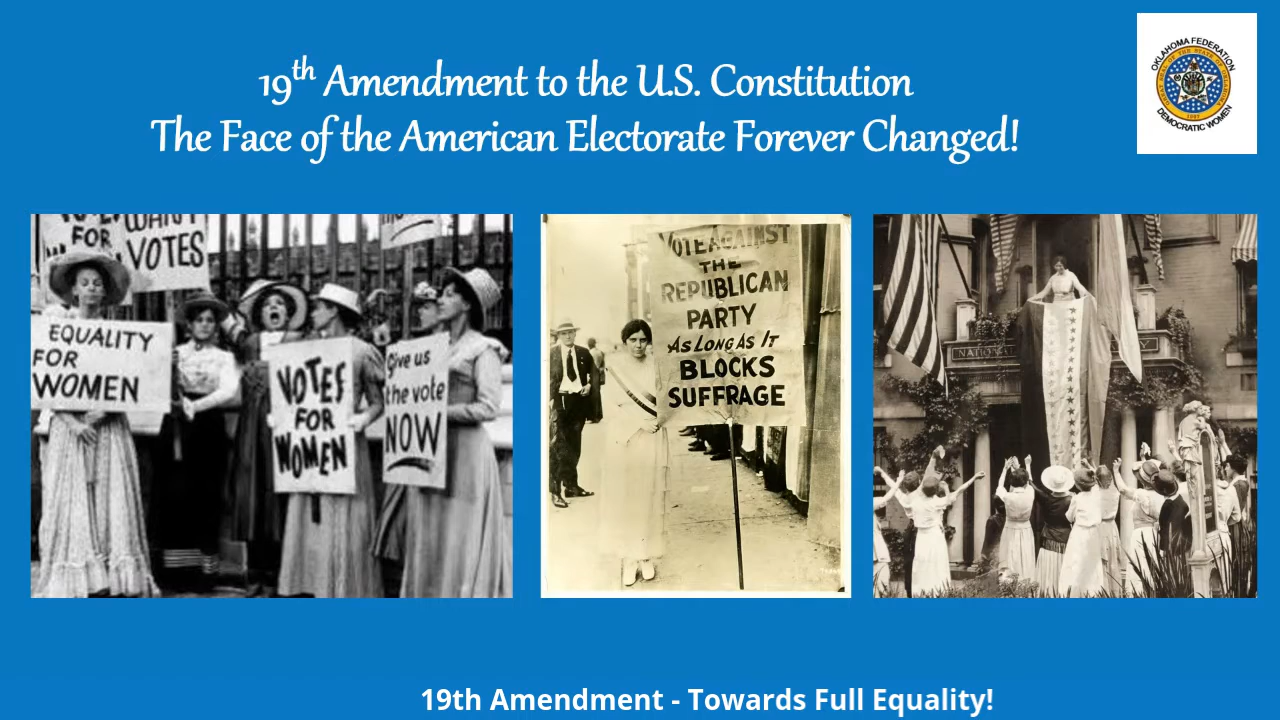 19th Amendment to the U.S. Constitution
The Face of the American Electorate Forever Changed!
OKLAHOMA FEDERATION
DEMOCRATIC WOMEN
FOR
VOTES
EQUALITY
FOR
WOMEN
VOTES
FOR
WOMEN
Give us
the vote
NOW
VOTE AGAINST
THE
REPUBLICAN
PARTY
AS LONG AS IT
BLOCKS
SUFFRAGE
NATIONAL
19th Amendment - Towards Full Equality!